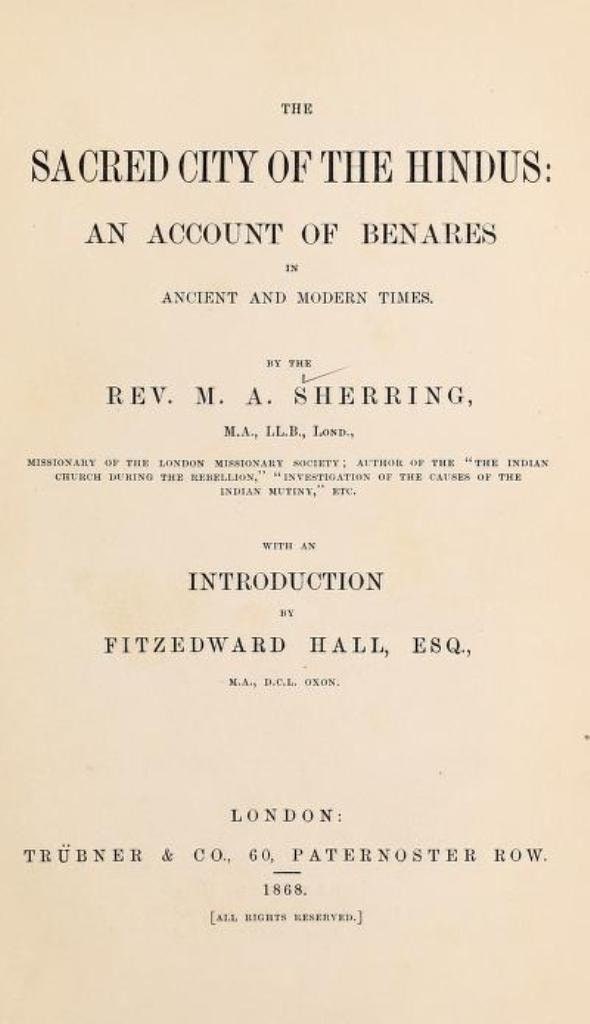 THE
SACRED CITY OF THE HINDUS:
AN ACCOUNT OF BENARES
IN
ANCIENT AND MODERN TIMES.
BY THE
REV. M. A. SHERRING,
M.A., LL.B., LOND.,
MISSIONARY OF THE LONDON MISSIONARY SOCIETY; AUTHOR OF THE "THE INDIAN
CHURCH DURING THE REBELLION," "INVESTIGATION OF THE CAUSES OF THE
INDIAN MUTINY," ETC.
WITH AN
INTRODUCTION
BY
FITZEDWARD HALL, ESQ.,
M.A., D.C.L. OXON.
LONDON:
TRÜBNER & CO., 60, PATERNOSTER ROW.
1868.
[ALL RIGHTS RESERVED.]